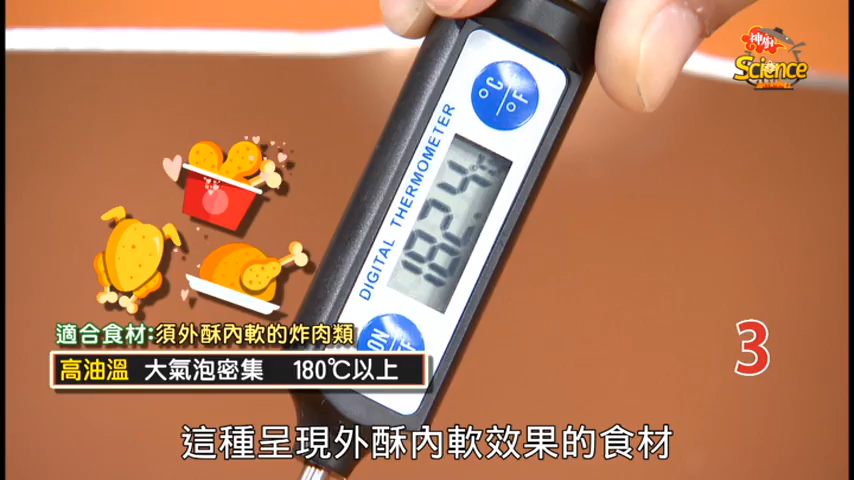 神廚
Science
°C
°F
DIGITAL THERMOMETER
182.4°C
ON
適合食材:須外酥內軟的炸肉類
高油溫 大氣泡密集 180℃以上
3
這種呈現外酥內軟效果的食材